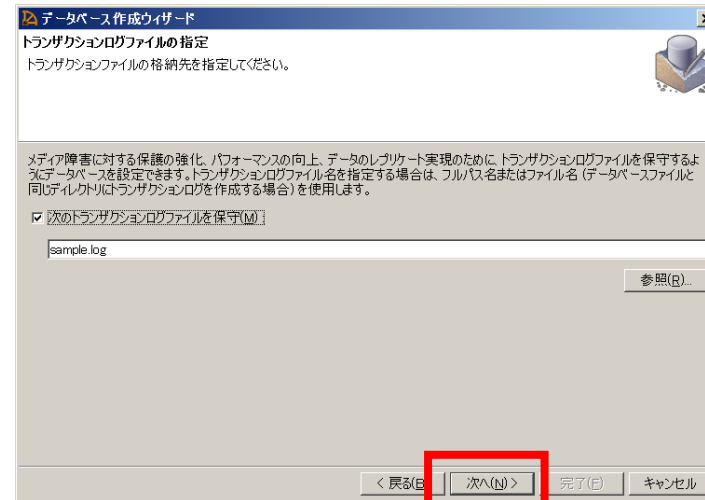 データベース作成ウィザード
トランザクションログファイルの指定
トランザクションファイルの格納先を指定してください。
メディア障害に対する保護の強化、パフォーマンスの向上、データのレプリケート実現のために、トランザクションログファイルを保守するよ
うにデータベースを設定できます。トランザクションログファイル名を指定する場合は、フルパス名またはファイル名 (データベースファイルと
同じディレクトリにトランザクションログを作成する場合) を使用します。
次のトランザクションログファイルを保守(M)
sample.log
参照(R)...
< 戻る(B
次へ(N) >
完了(F)
キャンセル